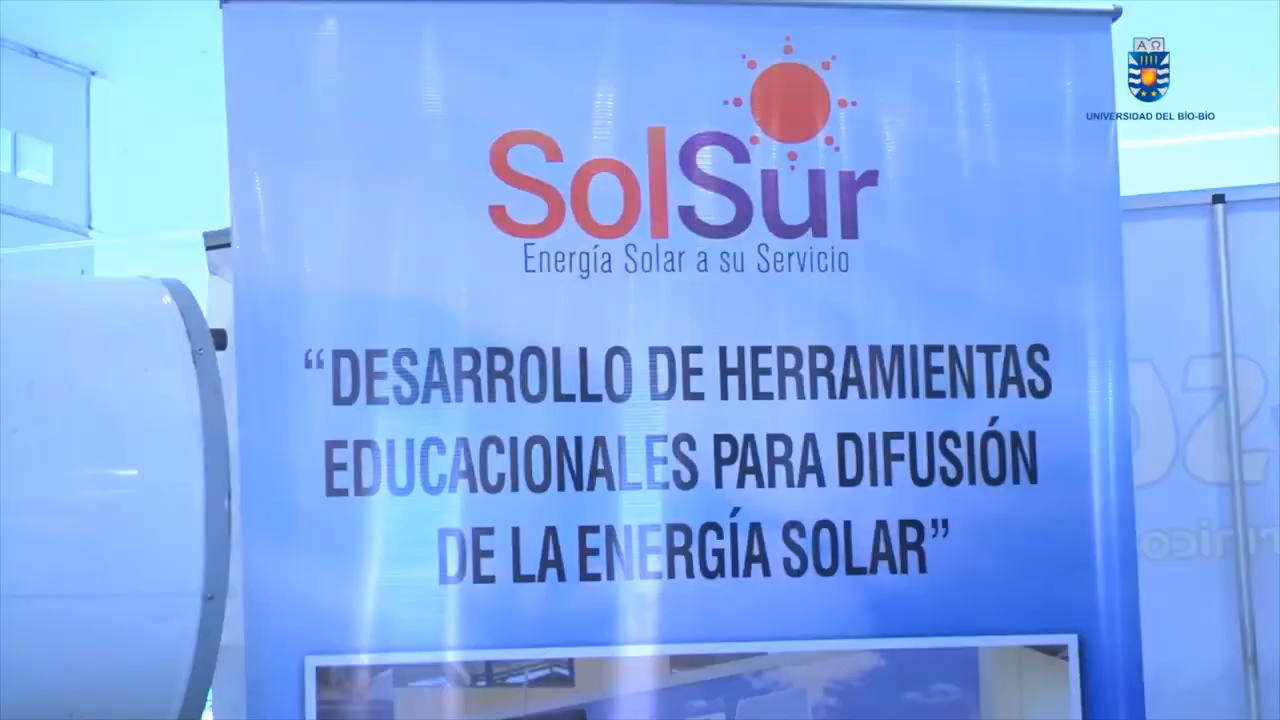 SolSur
Energía Solar a su Servicio
“DESARROLLO DE HERRAMIENTAS
EDUCACIONALES PARA DIFUSIÓN
DE LA ENERGÍA SOLAR”
ΑΩ
UNIVERSIDAD DEL BÍO-BÍO